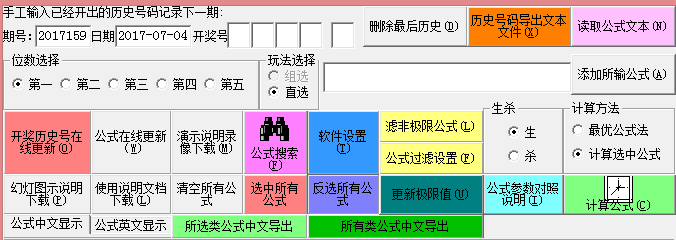 手工输入已经开出的历史号码记录下一期:
期号: 2017159 日期 2017-07-04 开奖号
删除最后历史(D)
历史号码导出文本
文件(X)
读取公式文本(N)
位数选择
第一 第二 第三 第四 第五
玩法选择
组选
直选
添加所输公式(A)
开奖历史号在
线更新(O)
公式在线更新
(W)
演示说明录
像下载(M)
公式搜索
(F)
软件设置
(T)
滤非极限公式(L)
公式过滤设置(E)
生杀
生
杀
计算方法
最优公式法
计算选中公式
幻灯图示说明
下载(P)
使用说明文档
下载(L)
清空所有公
式
选中所有
公式
反选所有
公式
更新极限值(U)
公式参数对照
说明(I)
计算公式(C)
公式中文显示
公式英文显示
所选类公式中文导出
所有类公式中文导出